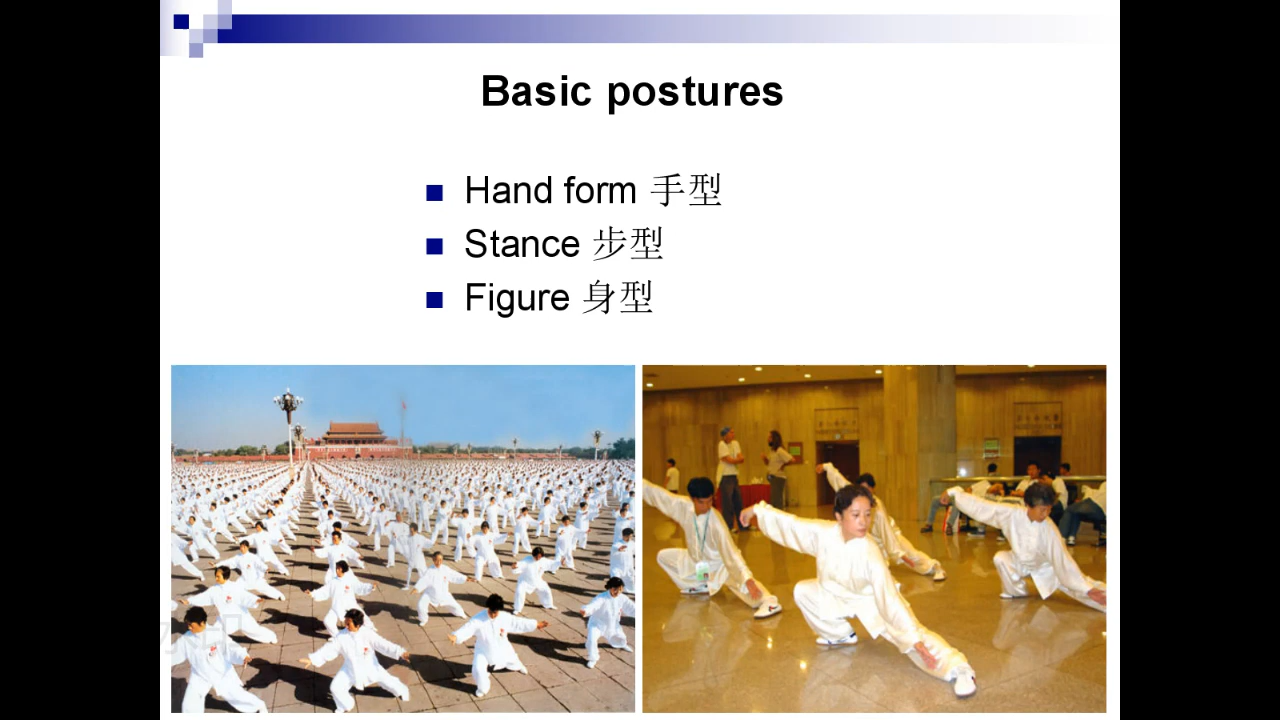 Basic postures
Hand form 手型
Stance 步型
Figure 身型